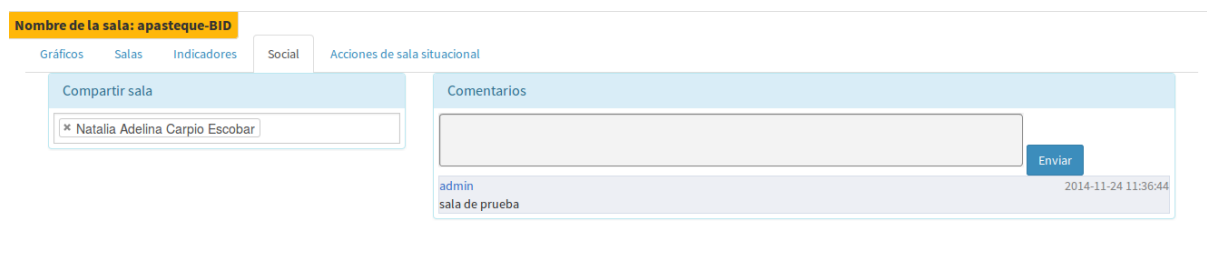 Nombre de la sala: apasteque-BID
Gráficos Salas Indicadores Social Acciones de sala situacional
Compartir sala
× Natalia Adelina Carpio Escobar
Comentarios
Enviar
admin 2014-11-24 11:36:44
sala de prueba